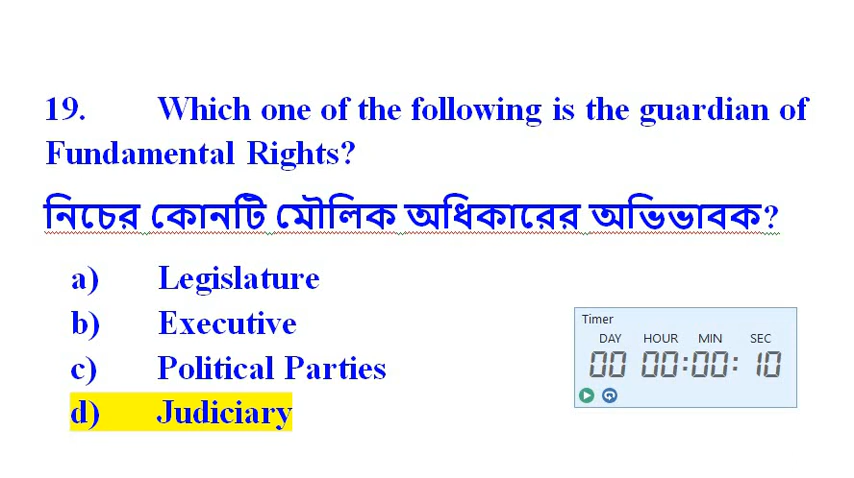 19. Which one of the following is the guardian of
Fundamental Rights?
নিচের কোনটি মৌলিক অধিকারের অভিভাবক?
a) Legislature
b) Executive
c) Political Parties
d) Judiciary
Timer
DAY HOUR MIN SEC
00 00:00: 10